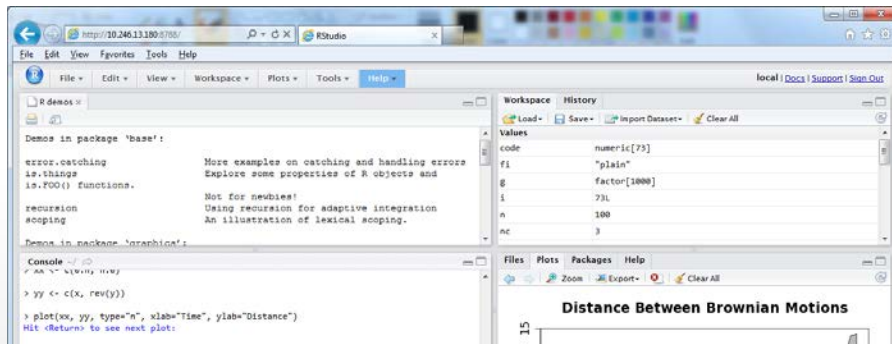 http://10.246.13.180:8788/
RStudio
File Edit View Favorites Tools Help
R File Edit View Workspace Plots Tools Help
local | Docs | Support | Sign Out
R demos
Demos in package 'base':
error.catching More examples on catching and handling errors
is.things Explore some properties of R objects and
is.FOO() functions.
Not for newbies!
recursion Using recursion for adaptive integration
scoping An illustration of lexical scoping.
Demos in package 'graphics':
Workspace History
Load Save Import Dataset Clear All
Values
code numeric[73]
fi "plain"
g factor[1000]
i 73L
n 100
nc 3
Console ~/
> xx <- c(0:n, n:0)
> yy <- c(x, rev(y))
> plot(xx, yy, type="n", xlab="Time", ylab="Distance")
Hit <Return> to see next plot:
Files Plots Packages Help
Zoom Export Clear All
Distance Between Brownian Motions
15